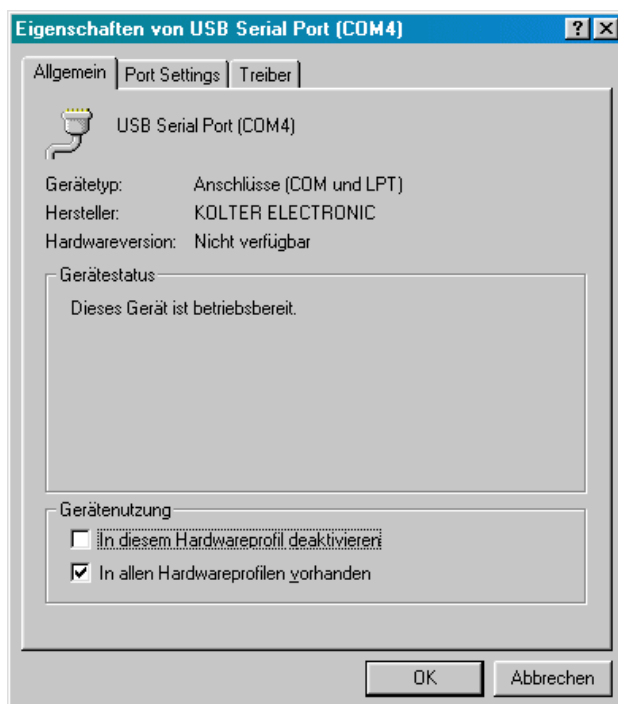 Eigenschaften von USB Serial Port (COM4)
Allgemein Port Settings Treiber
USB Serial Port (COM4)
Gerätetyp: Anschlüsse (COM und LPT)
Hersteller: KOLTER ELECTRONIC
Hardwareversion: Nicht verfügbar
Gerätestatus
Dieses Gerät ist betriebsbereit.
Gerätenutzung
In diesem Hardwareprofil deaktivieren
In allen Hardwareprofilen vorhanden
OK Abbrechen